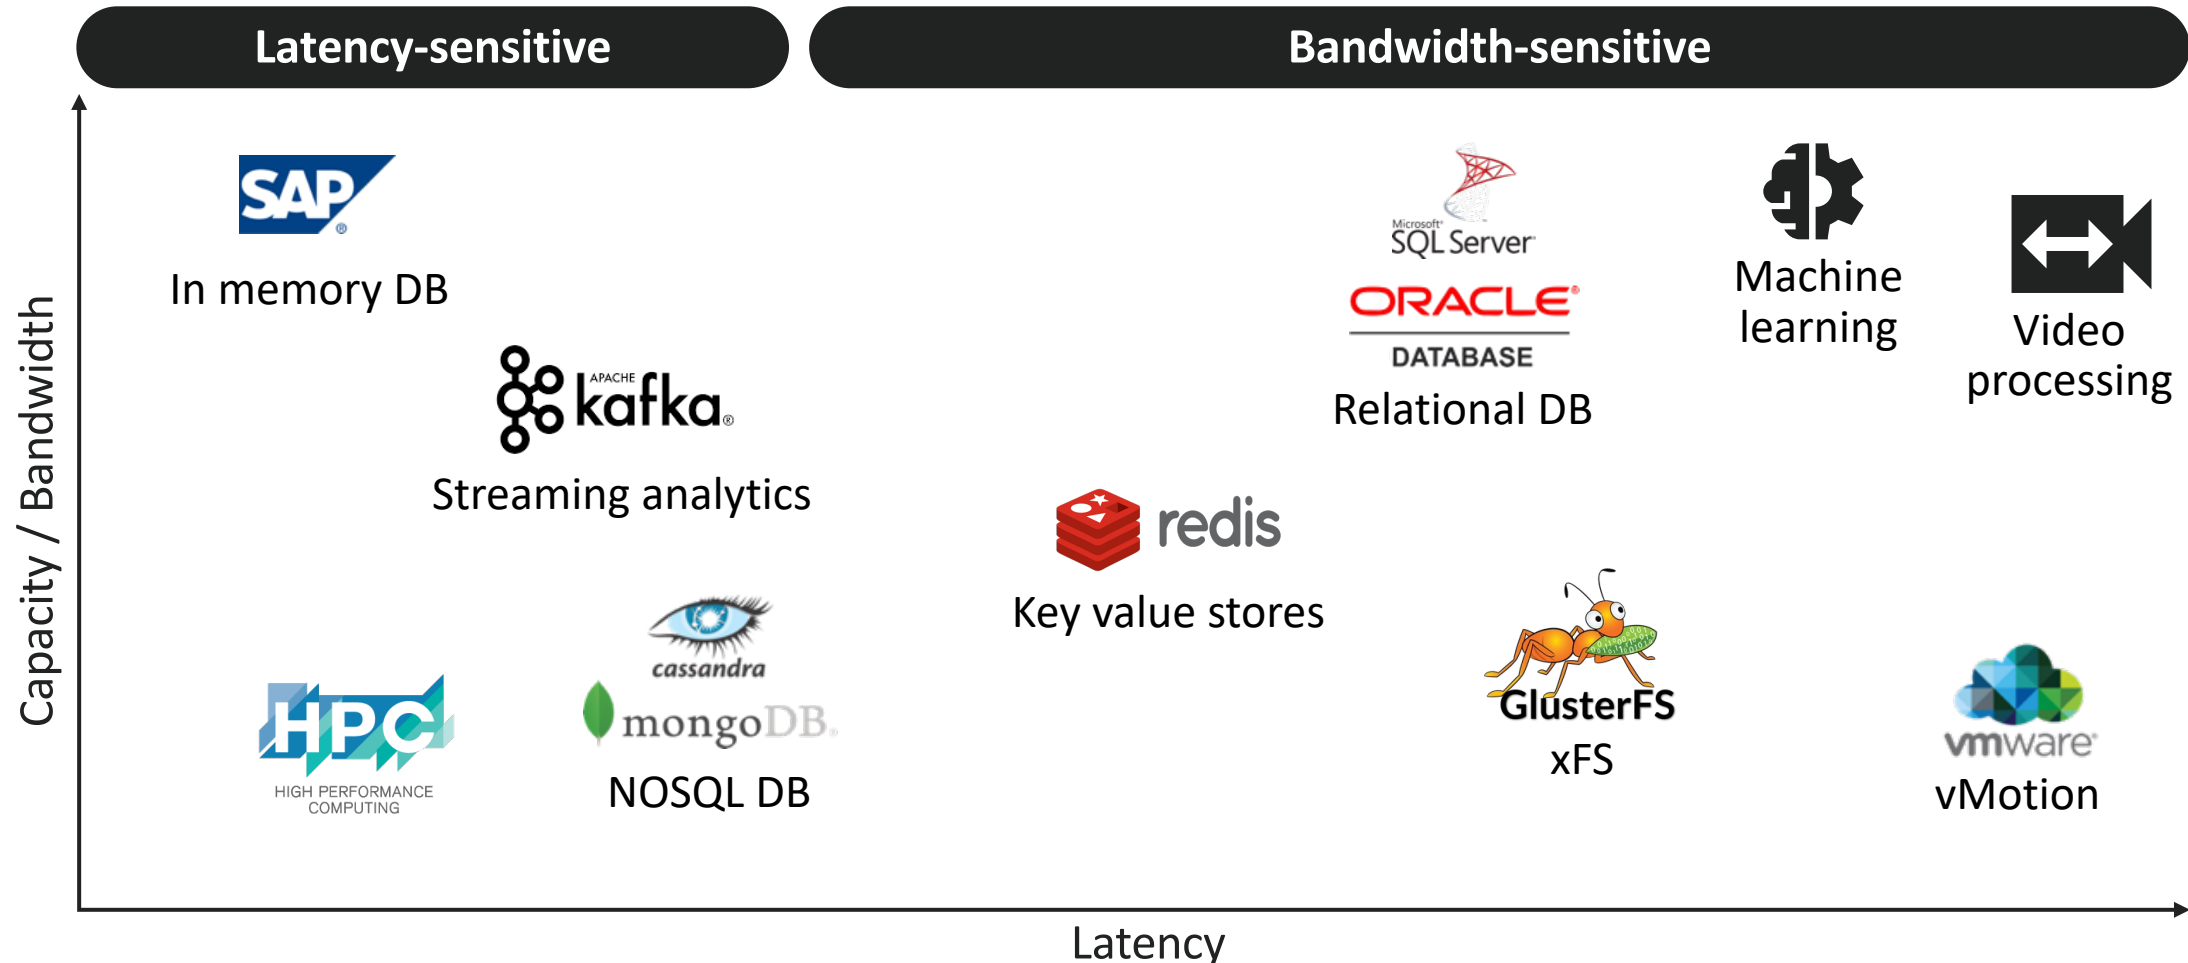 Latency-sensitive
Bandwidth-sensitive
Capacity / Bandwidth
SAP®
In memory DB
APACHE
kafka®
Streaming analytics
HPC
HIGH PERFORMANCE
COMPUTING
cassandra
mongoDB®
NOSQL DB
redis
Key value stores
Microsoft®
SQL Server
ORACLE®
DATABASE
Relational DB
Machine
learning
Video
processing
GlusterFS
xFS
vmware®
vMotion
Latency